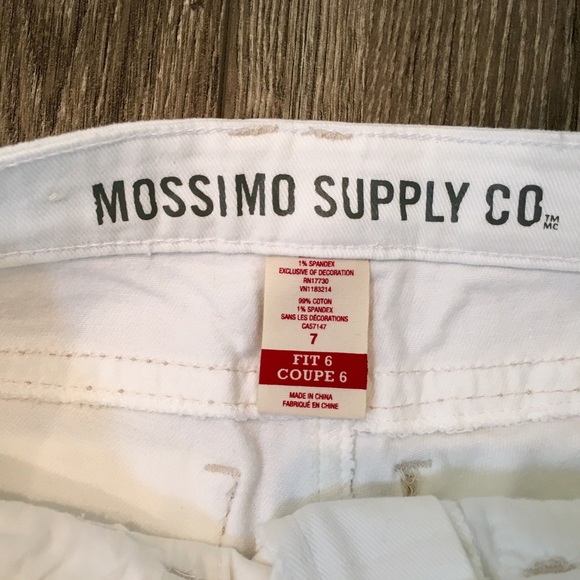 MOSSIMO SUPPLY CO.™ MC
1% SPANDEX
EXCLUSIVE OF DECORATION
RN17730
VN1183214
99% COTON
1% SPANDEX
SANS LES DÉCORATIONS
CA57147
7
FIT 6
COUPE 6
MADE IN CHINA
FABRIQUÉ EN CHINE